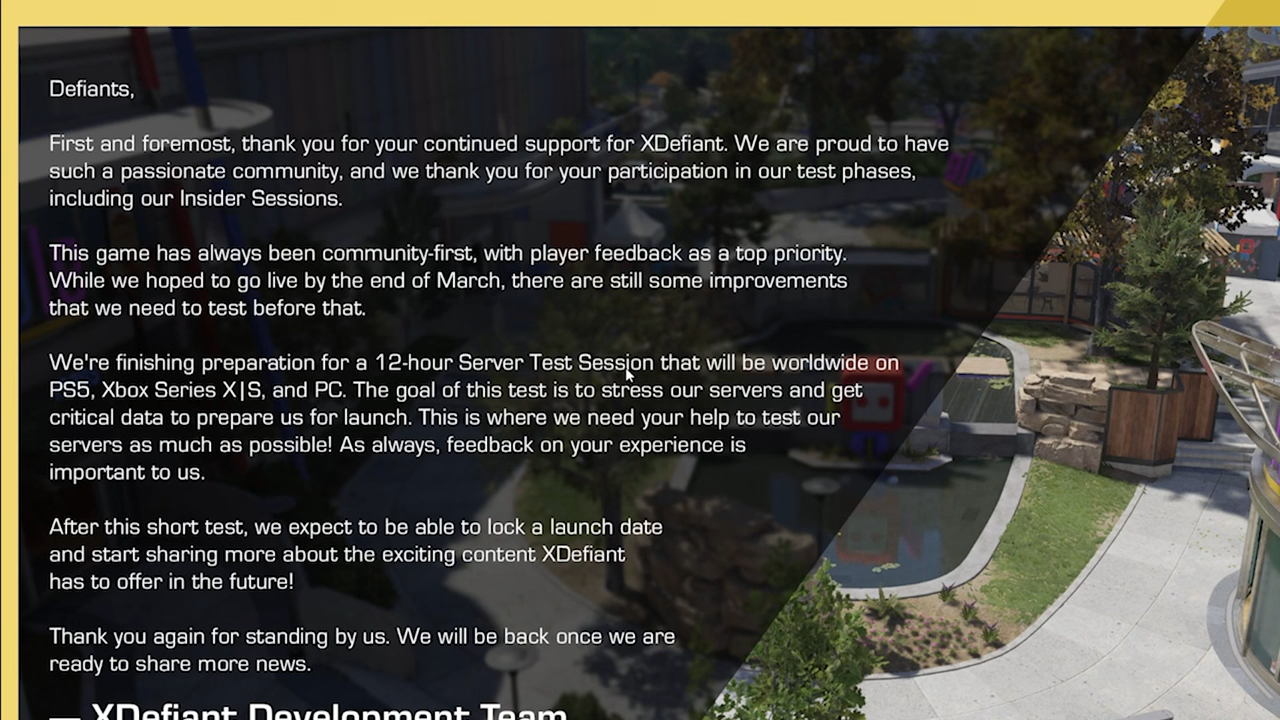 Defiants,
First and foremost, thank you for your continued support for XDefiant. We are proud to have
such a passionate community, and we thank you for your participation in our test phases,
including our Insider Sessions.
This game has always been community-first, with player feedback as a top priority.
While we hoped to go live by the end of March, there are still some improvements
that we need to test before that.
We're finishing preparation for a 12-hour Server Test Session that will be worldwide on
PS5, Xbox Series X|S, and PC. The goal of this test is to stress our servers and get
critical data to prepare us for launch. This is where we need your help to test our
servers as much as possible! As always, feedback on your experience is
important to us.
After this short test, we expect to be able to lock a launch date
and start sharing more about the exciting content XDefiant
has to offer in the future!
Thank you again for standing by us. We will be back once we are
ready to share more news.
— XDefiant Development Team